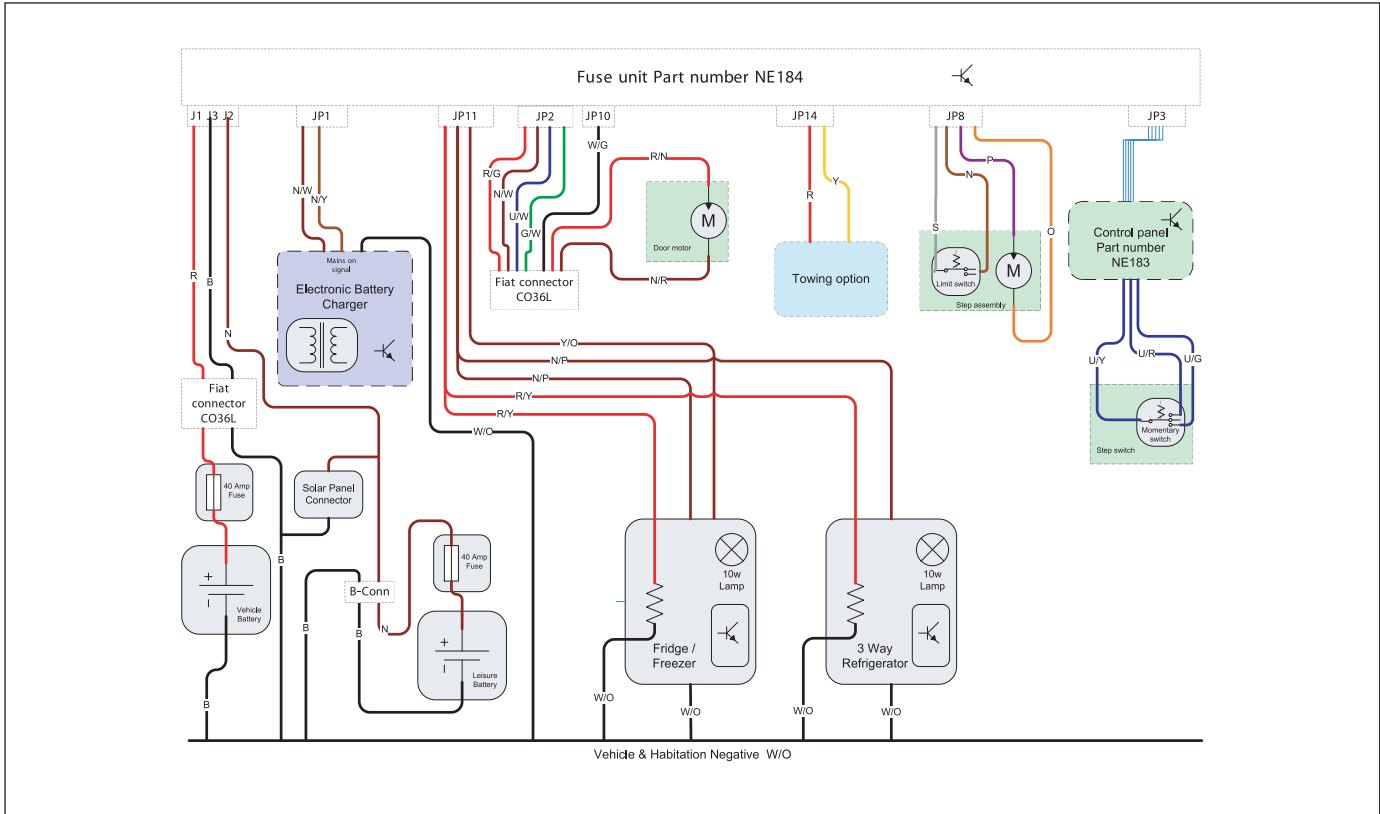 Fuse unit Part number NE184
J1 J3 J2
JP1
JP11
JP2
JP10
JP14
JP8
JP3
W/G
R/N
R/G
N/W
U/W
G/W
N/W
N/Y
R
Y
P
N
S
O
R
B
N
Door motor
M
N/R
Fiat connector
CO36L
Mains on
signal
Electronic Battery
Charger
Towing option
Limit switch
M
Step assembly
Control panel
Part number
NE183
U/Y
U/R
U/G
Momentary
switch
Step switch
Y/O
N/P
N/P
R/Y
R/Y
W/O
Fiat
connector
CO36L
40 Amp
Fuse
Solar Panel
Connector
40 Amp
Fuse
B-Conn
N
B
B
B
+
–
Vehicle
Battery
B
+
–
Leisure
Battery
10w
Lamp
Fridge /
Freezer
W/O
W/O
10w
Lamp
3 Way
Refrigerator
W/O
W/O
Vehicle & Habitation Negative W/O